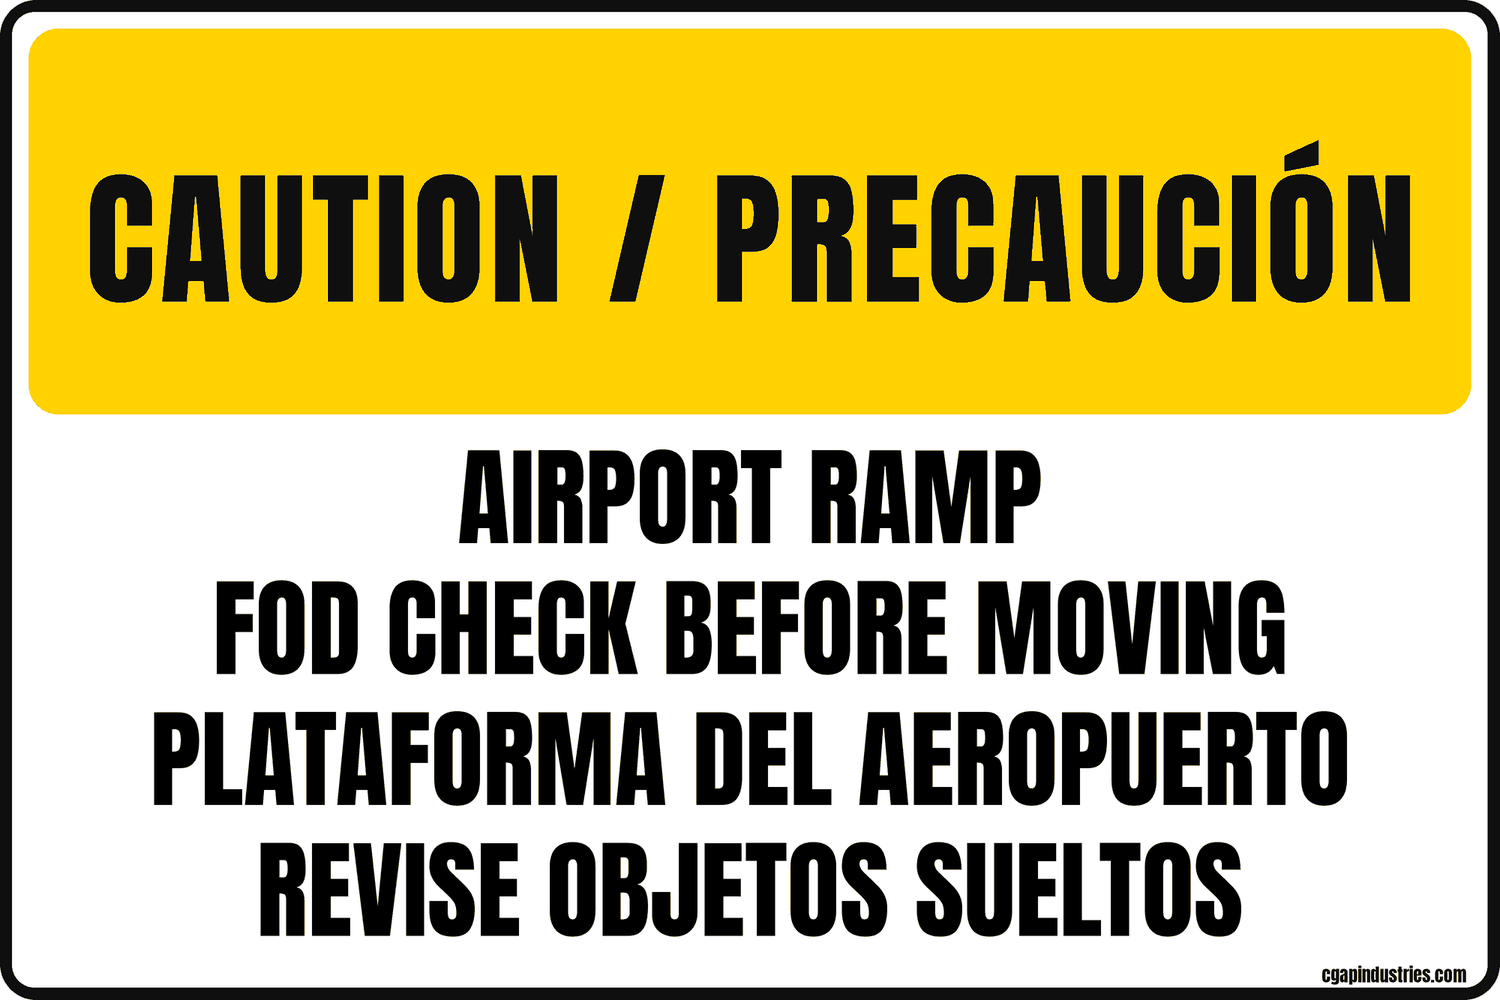 CAUTION / PRECAUCIÓN
AIRPORT RAMP
FOD CHECK BEFORE MOVING
PLATAFORMA DEL AEROPUERTO
REVISE OBJETOS SUELTOS
cgapindustries.com